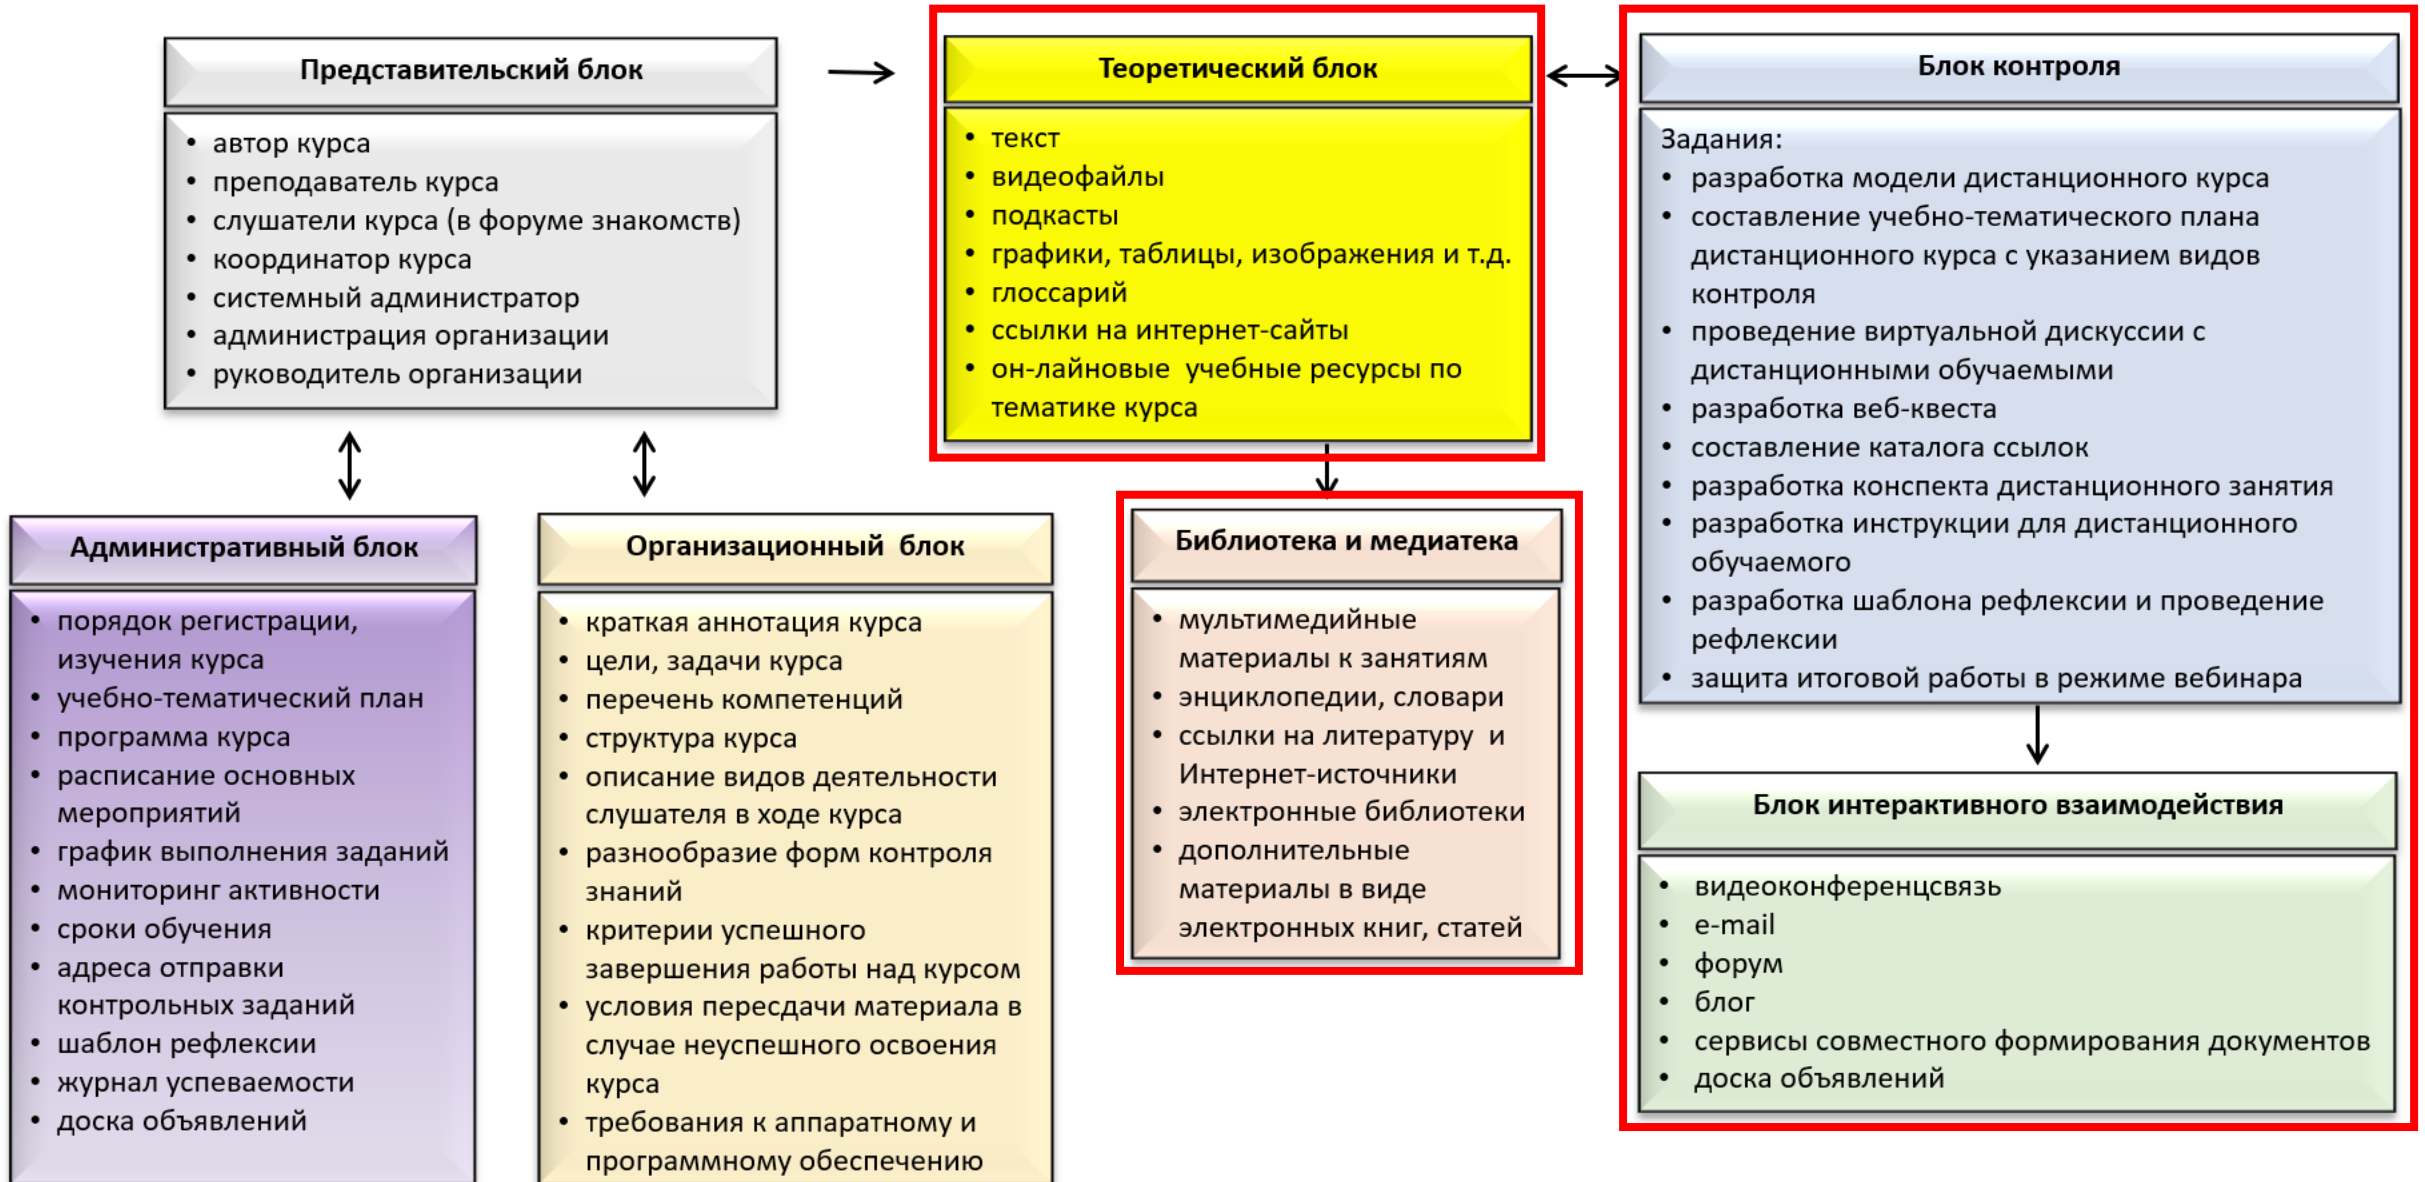 Представительский блок
• автор курса
• преподаватель курса
• слушатели курса (в форуме знакомств)
• координатор курса
• системный администратор
• администрация организации
• руководитель организации
Теоретический блок
• текст
• видеофайлы
• подкасты
• графики, таблицы, изображения и т.д.
• глоссарий
• ссылки на интернет-сайты
• он-лайновые учебные ресурсы по
тематике курса
Блок контроля
Задания:
• разработка модели дистанционного курса
• составление учебно-тематического плана
дистанционного курса с указанием видов
контроля
• проведение виртуальной дискуссии с
дистанционными обучаемыми
• разработка веб-квеста
• составление каталога ссылок
• разработка конспекта дистанционного занятия
• разработка инструкции для дистанционного
обучаемого
• разработка шаблона рефлексии и проведение
рефлексии
• защита итоговой работы в режиме вебинара
Административный блок
• порядок регистрации,
изучения курса
• учебно-тематический план
• программа курса
• расписание основных
мероприятий
• график выполнения заданий
• мониторинг активности
• сроки обучения
• адреса отправки
контрольных заданий
• шаблон рефлексии
• журнал успеваемости
• доска объявлений
Организационный блок
• краткая аннотация курса
• цели, задачи курса
• перечень компетенций
• структура курса
• описание видов деятельности
слушателя в ходе курса
• разнообразие форм контроля
знаний
• критерии успешного
завершения работы над курсом
• условия пересдачи материала в
случае неуспешного освоения
курса
• требования к аппаратному и
программному обеспечению
Библиотека и медиатека
• мультимедийные
материалы к занятиям
• энциклопедии, словари
• ссылки на литературу и
Интернет-источники
• электронные библиотеки
• дополнительные
материалы в виде
электронных книг, статей
Блок интерактивного взаимодействия
• видеоконференцсвязь
• e-mail
• форум
• блог
• сервисы совместного формирования документов
• доска объявлений